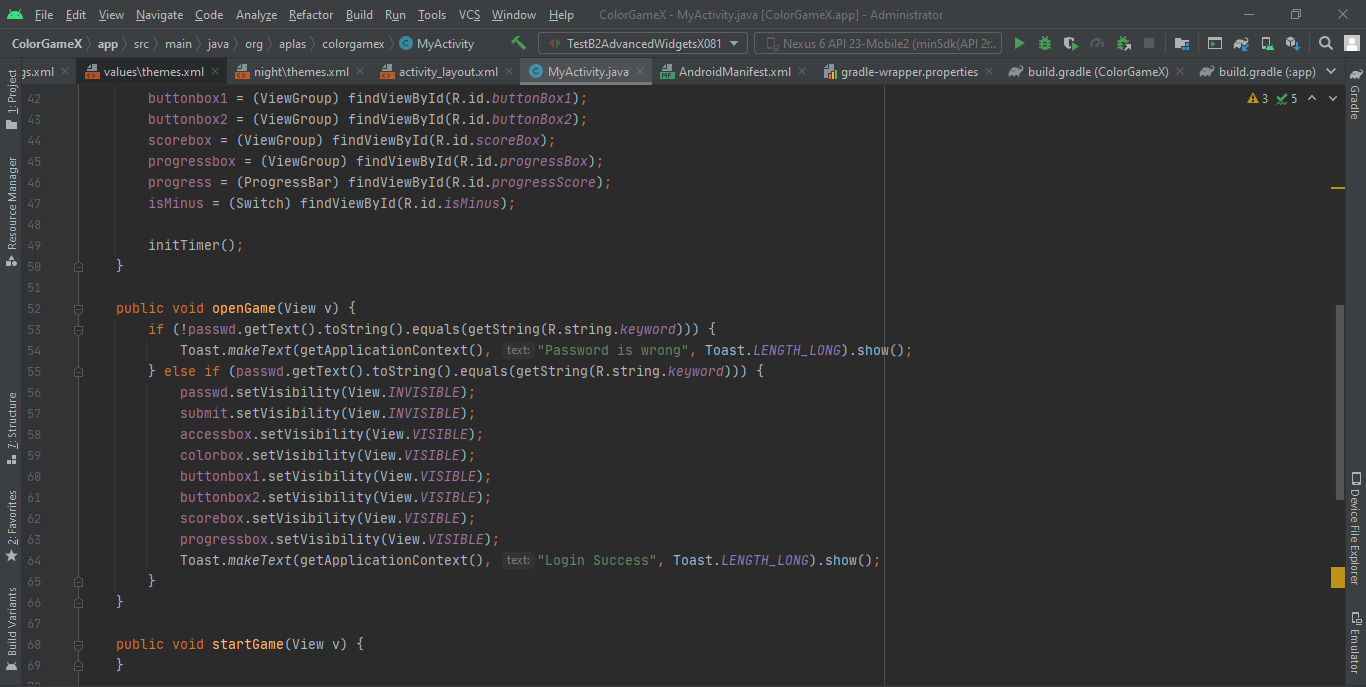 File Edit View Navigate Code Analyze Refactor Build Run Tools VCS Window Help ColorGameX - MyActivity.java [ColorGameX.app] - Administrator
ColorGameX app src main java org aplas colorgamex MyActivity TestB2AdvancedWidgetsX081 Nexus 6 API 23-Mobile2 (minSdk(API 2r..
gs.xml values\themes.xml night\themes.xml activity_layout.xml MyActivity.java AndroidManifest.xml gradle-wrapper.properties build.gradle (ColorGameX) build.gradle (:app)
3 5
42 buttonbox1 = (ViewGroup) findViewById(R.id.buttonBox1);
43 buttonbox2 = (ViewGroup) findViewById(R.id.buttonBox2);
44 scorebox = (ViewGroup) findViewById(R.id.scoreBox);
45 progressbox = (ViewGroup) findViewById(R.id.progressBox);
46 progress = (ProgressBar) findViewById(R.id.progressScore);
47 isMinus = (Switch) findViewById(R.id.isMinus);
48
49 initTimer();
50 }
51
52 public void openGame(View v) {
53 if (!passwd.getText().toString().equals(getString(R.string.keyword))) {
54 Toast.makeText(getApplicationContext(), text: "Password is wrong", Toast.LENGTH_LONG).show();
55 } else if (passwd.getText().toString().equals(getString(R.string.keyword))) {
56 passwd.setVisibility(View.INVISIBLE);
57 submit.setVisibility(View.INVISIBLE);
58 accessbox.setVisibility(View.VISIBLE);
59 colorbox.setVisibility(View.VISIBLE);
60 buttonbox1.setVisibility(View.VISIBLE);
61 buttonbox2.setVisibility(View.VISIBLE);
62 scorebox.setVisibility(View.VISIBLE);
63 progressbox.setVisibility(View.VISIBLE);
64 Toast.makeText(getApplicationContext(), text: "Login Success", Toast.LENGTH_LONG).show();
65 }
66 }
67
68 public void startGame(View v) {
69 }
1: Project
Resource Manager
7: Structure
2: Favorites
Build Variants
Gradle
Device File Explorer
Emulator